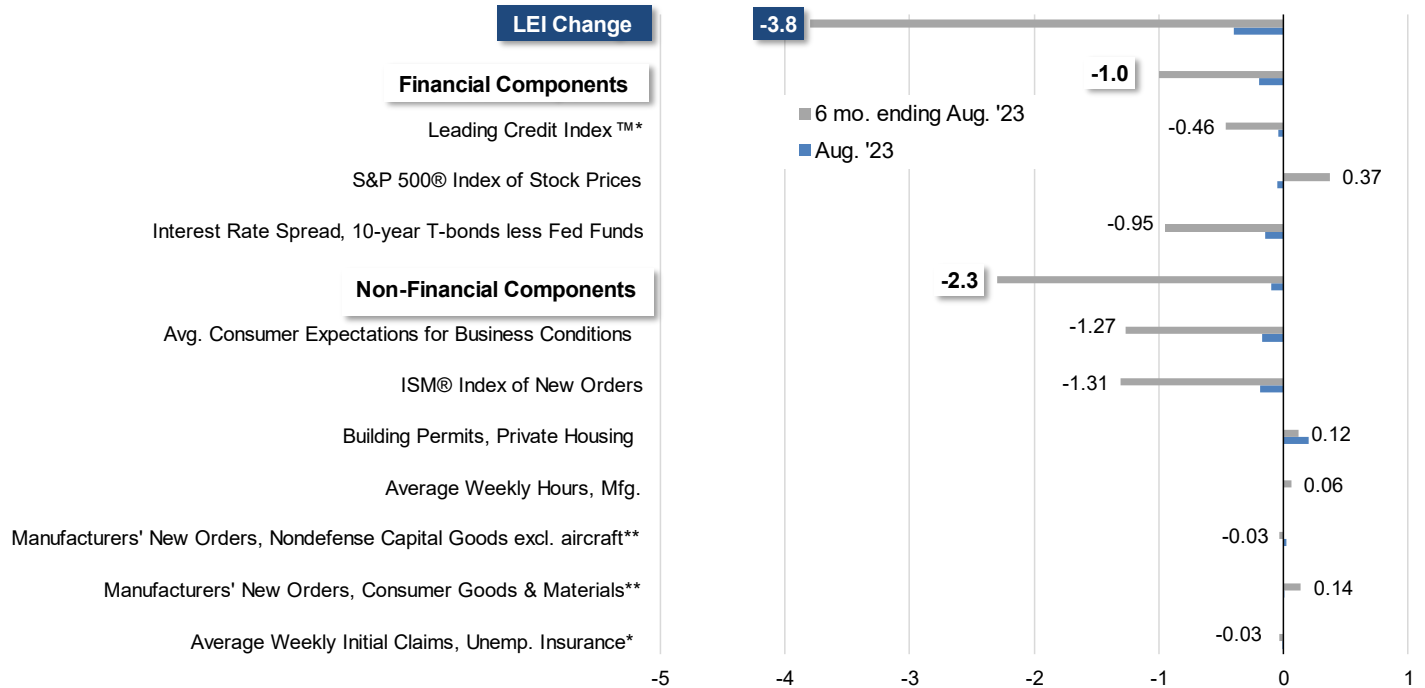 LEI Change
-3.8
Financial Components
-1.0
6 mo. ending Aug. '23
Aug. '23
Leading Credit Index ™*
-0.46
S&P 500® Index of Stock Prices
0.37
Interest Rate Spread, 10-year T-bonds less Fed Funds
-0.95
Non-Financial Components
-2.3
Avg. Consumer Expectations for Business Conditions
-1.27
ISM® Index of New Orders
-1.31
Building Permits, Private Housing
0.12
Average Weekly Hours, Mfg.
0.06
Manufacturers' New Orders, Nondefense Capital Goods excl. aircraft**
-0.03
Manufacturers' New Orders, Consumer Goods & Materials**
0.14
Average Weekly Initial Claims, Unemp. Insurance*
-0.03
-5 -4 -3 -2 -1 0 1